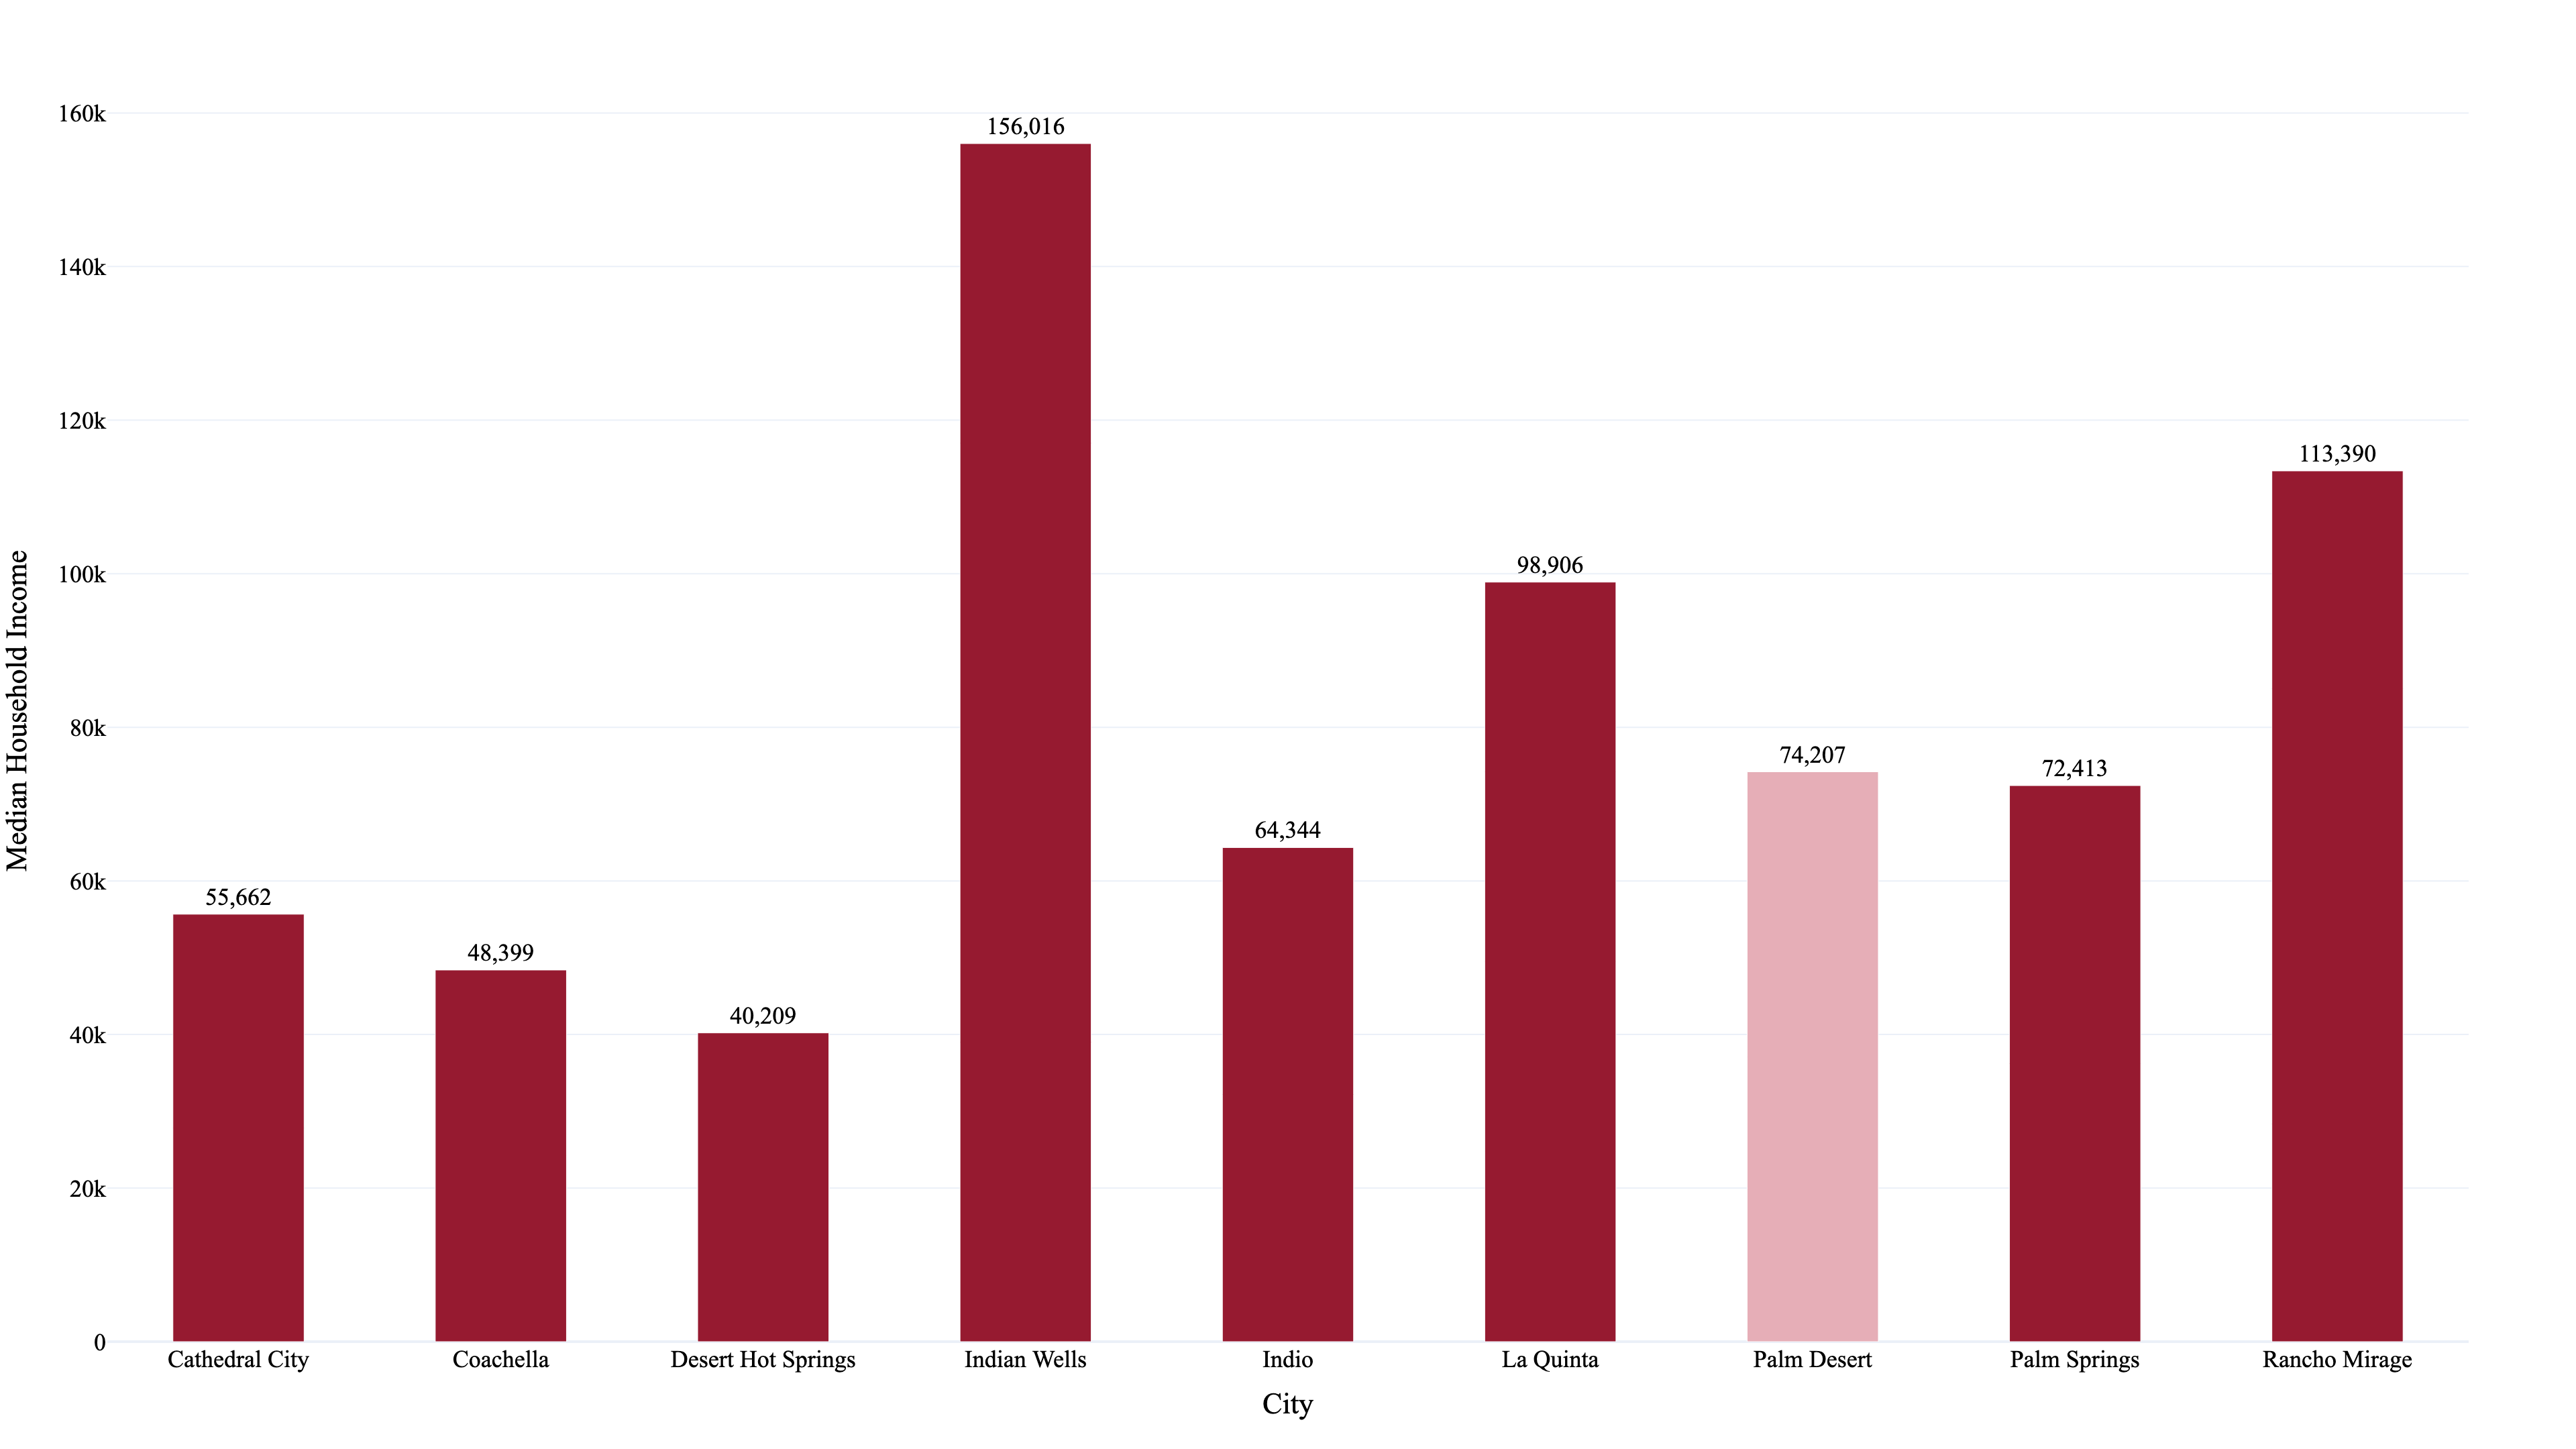 160k
140k
120k
100k
80k
60k
40k
20k
0
Median Household Income
55,662
48,399
40,209
156,016
64,344
98,906
74,207
72,413
113,390
Cathedral City
Coachella
Desert Hot Springs
Indian Wells
Indio
La Quinta
Palm Desert
Palm Springs
Rancho Mirage
City